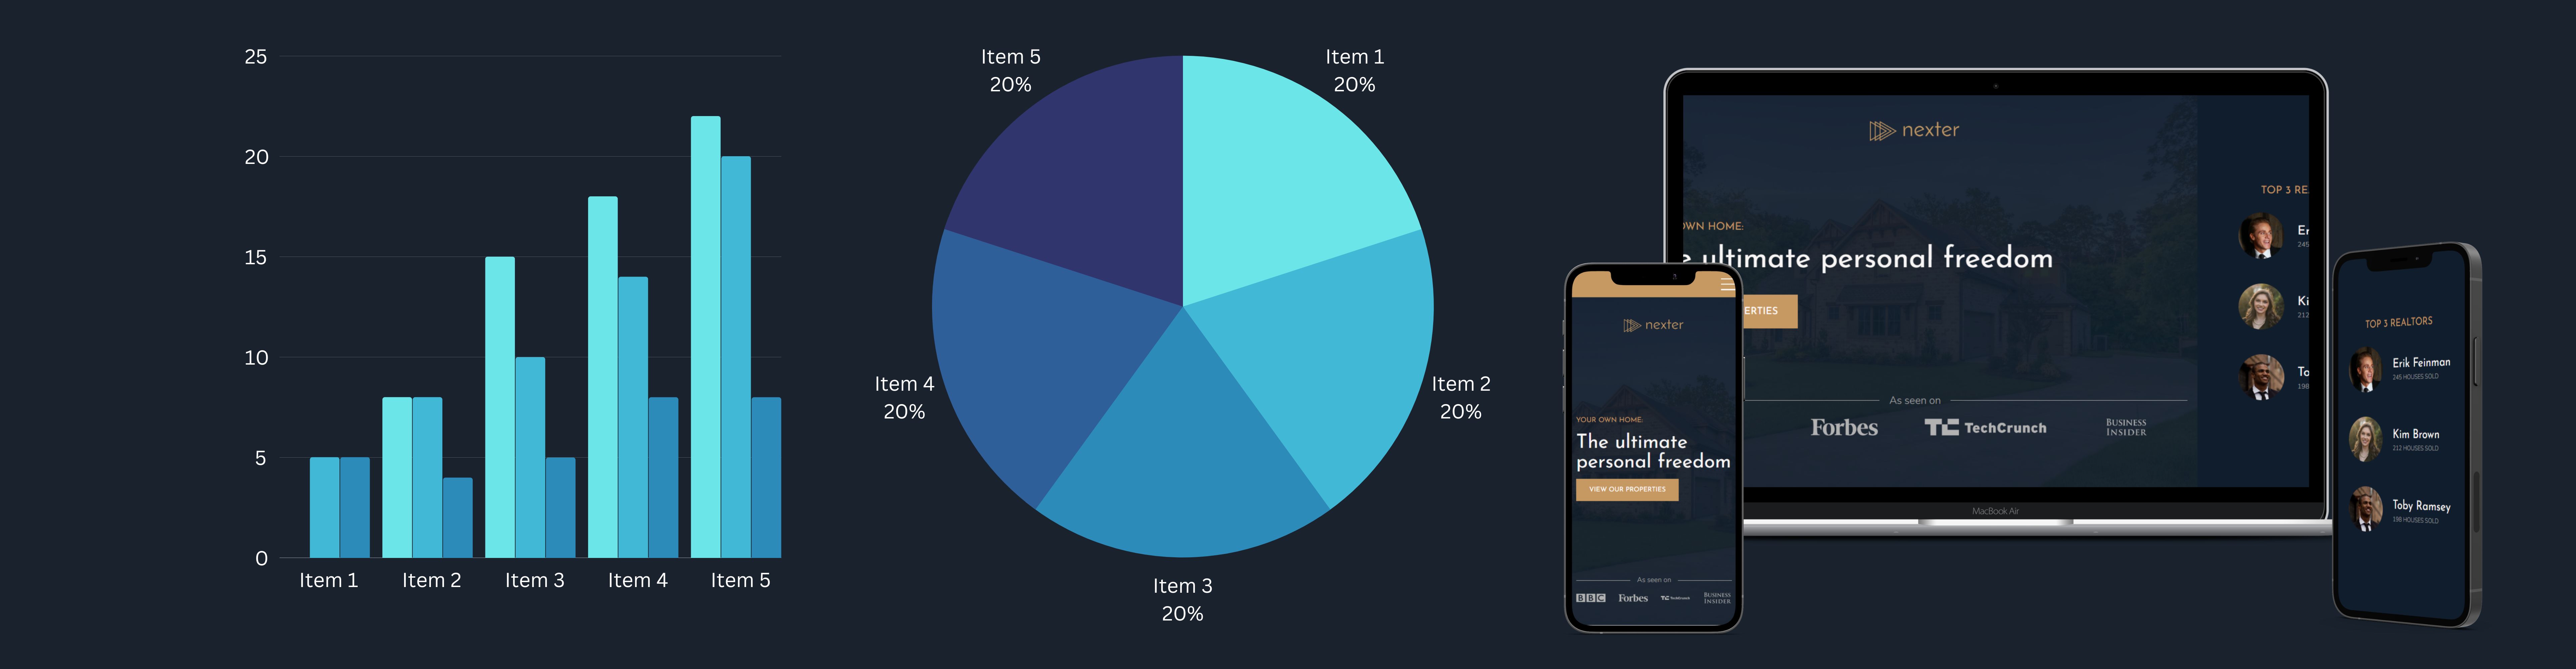 25
20
15
10
5
0
Item 1 Item 2 Item 3 Item 4 Item 5
Item 5
20%
Item 1
20%
Item 4
20%
Item 2
20%
Item 3
20%
nexter
OWN HOME:
ultimate personal freedom
ERTIES
As seen on
Forbes TechCrunch BUSINESS
INSIDER
TOP 3 RE
Er
245
Ki
212
To
198
MacBook Air
nexter
YOUR OWN HOME:
The ultimate
personal freedom
VIEW OUR PROPERTIES
As seen on
BBC Forbes TechCrunch BUSINESS
INSIDER
TOP 3 REALTORS
Erik Feinman
245 HOUSES SOLD
Kim Brown
212 HOUSES SOLD
Toby Ramsey
198 HOUSES SOLD